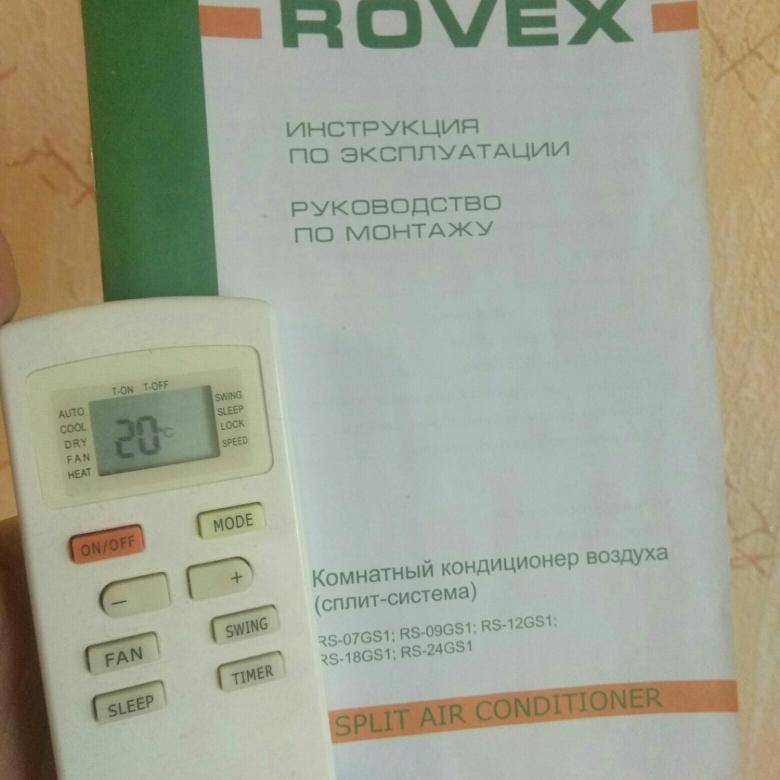 ROVEX
ИНСТРУКЦИЯ
ПО ЭКСПЛУАТАЦИИ
РУКОВОДСТВО
ПО МОНТАЖУ
T-ON T-OFF
AUTO
COOL
DRY
FAN
HEAT
20°C
SWING
SLEEP
LOCK
SPEED
ON/OFF
MODE
−
+
FAN
SWING
SLEEP
TIMER
Комнатный кондиционер воздуха
(сплит-система)
RS-07GS1; RS-09GS1; RS-12GS1;
RS-18GS1; RS-24GS1
SPLIT AIR CONDITIONER